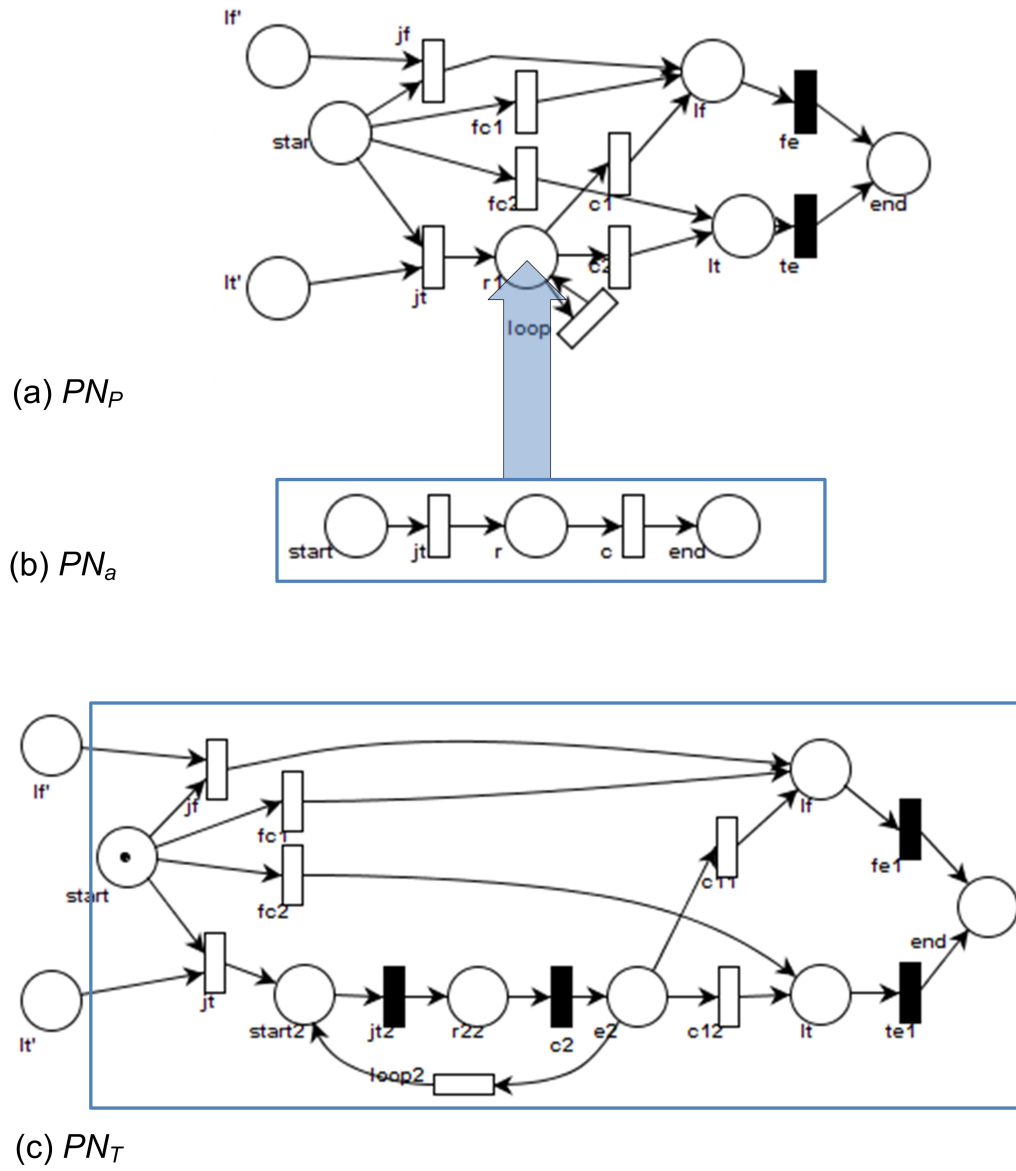 lf'
jf
fc1
lf
star
fe
fc2
c1
end
lt'
jt
r1
c2
lt
te
loop
(a) PNP
start
jt
r
c
end
(b) PNa
lf'
jf
fc1
lf
c11
fe1
start
fc2
end
lt'
jt
start2
jt2
r22
c2
e2
c12
lt
te1
loop2
(c) PNT